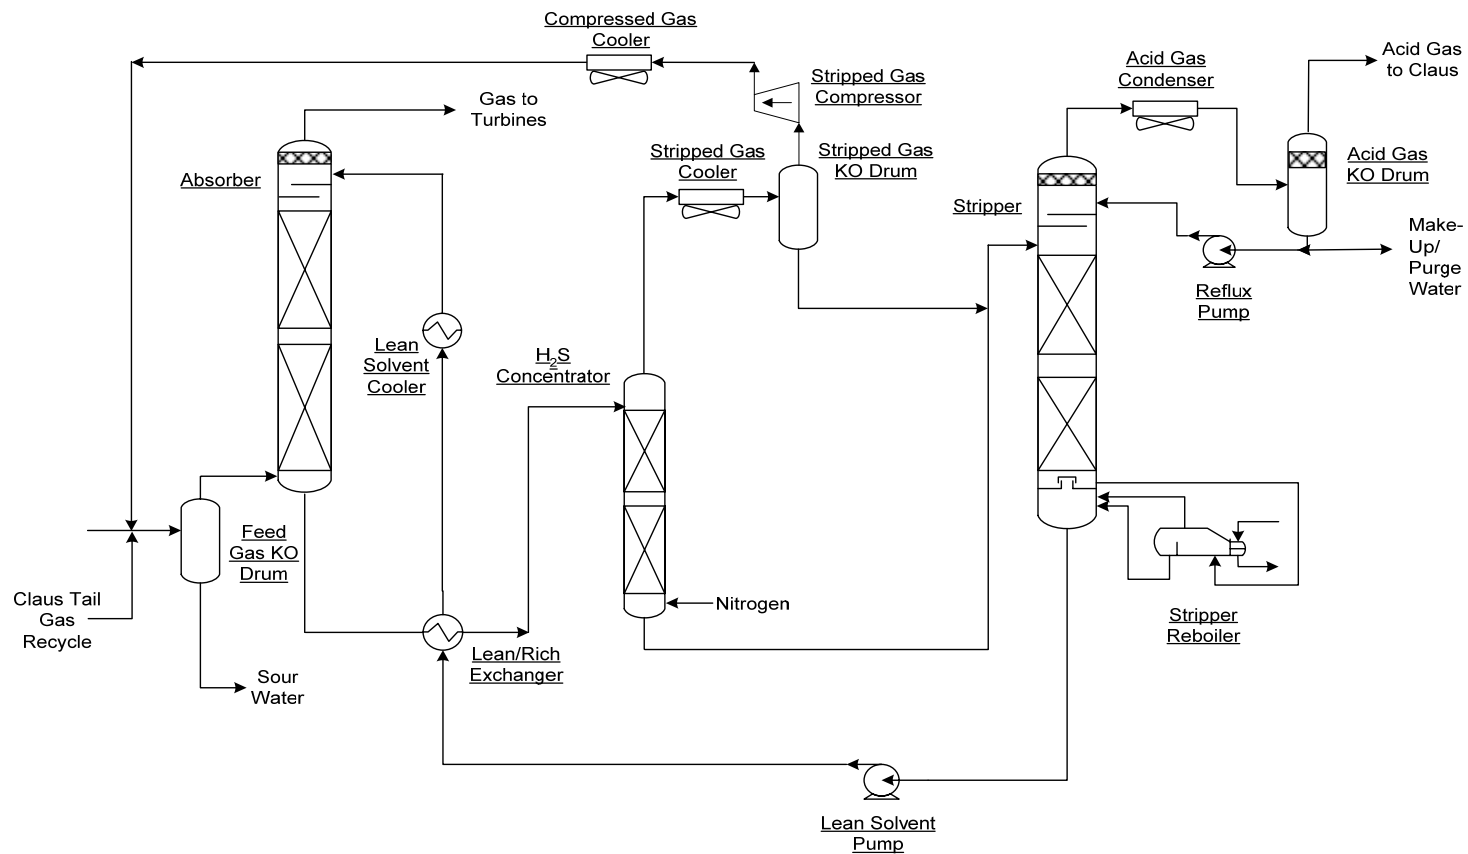 Compressed Gas
Cooler
Stripped Gas
Compressor
Acid Gas
Condenser
Acid Gas
to Claus
Gas to
Turbines
Absorber
Stripped Gas
Cooler
Stripped Gas
KO Drum
Stripper
Acid Gas
KO Drum
Make-
Up/
Purge
Water
Reflux
Pump
Lean
Solvent
Cooler
H2S
Concentrator
Feed
Gas KO
Drum
Claus Tail
Gas
Recycle
Nitrogen
Lean/Rich
Exchanger
Stripper
Reboiler
Sour
Water
Lean Solvent
Pump